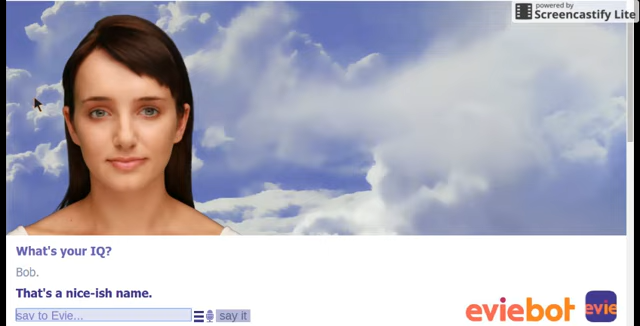 powered by
Screencastify Lite
What's your IQ?
Bob.
That's a nice-ish name.
say to Evie...
say it
eviebot
evie